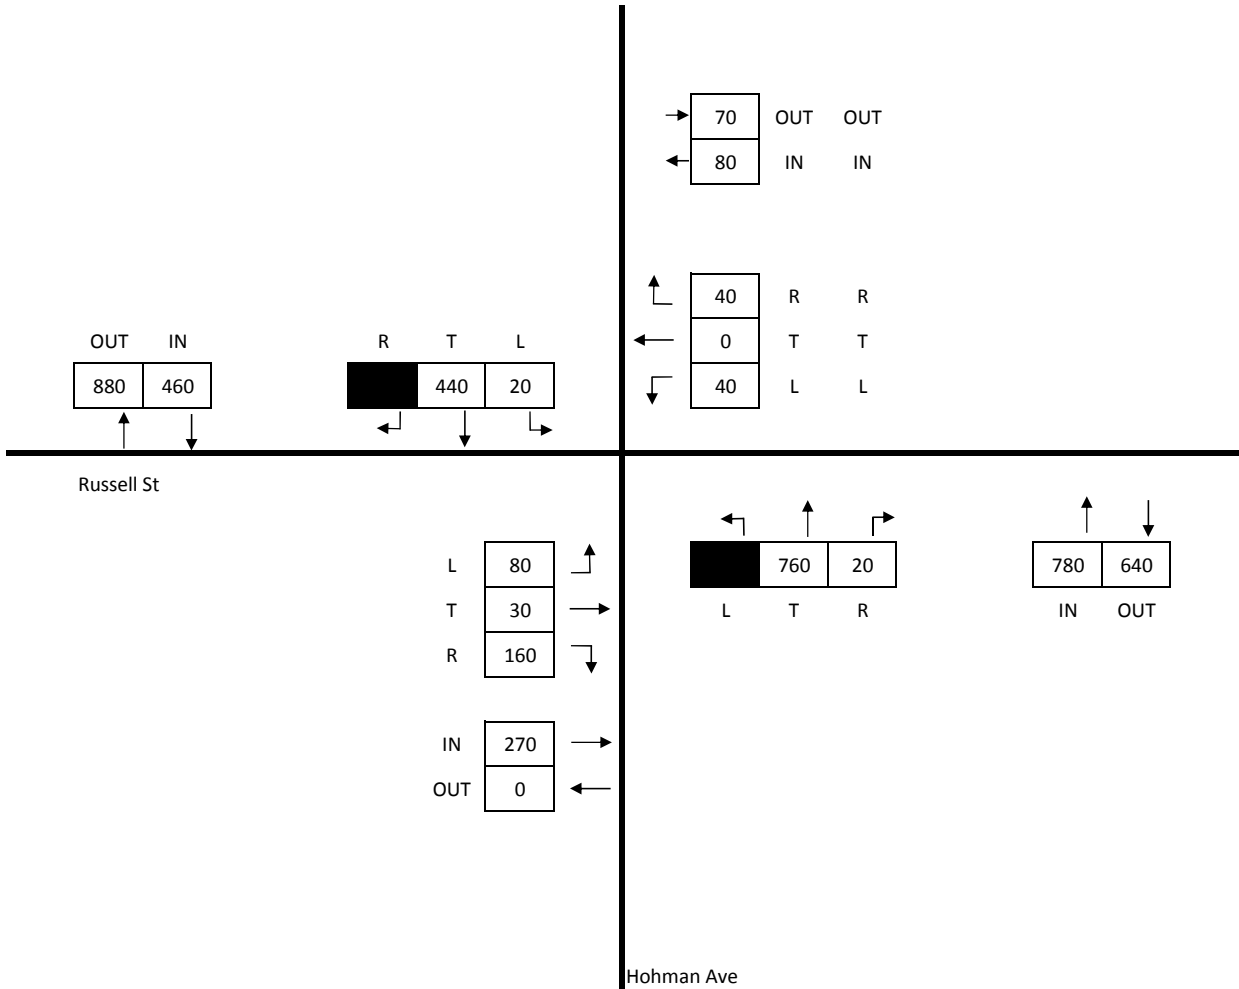 70 OUT OUT
80 IN IN
40 R R
0 T T
40 L L
OUT IN
880 460
R T L
440 20
Russell St
L 80
T 30
R 160
IN 270
OUT 0
760 20
L T R
780 640
IN OUT
Hohman Ave